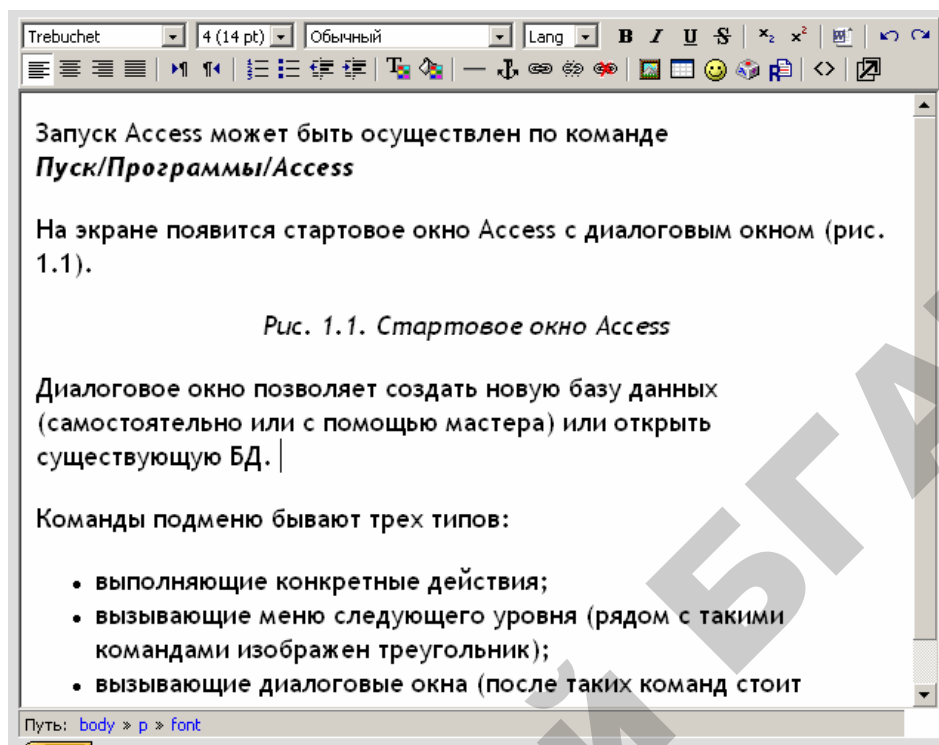 Trebuchet 4 (14 pt) Обычный Lang B I U S x₂ x²
Запуск Access может быть осуществлен по команде
Пуск/Программы/Access
На экране появится стартовое окно Access с диалоговым окном (рис.
1.1).
Рис. 1.1. Стартовое окно Access
Диалоговое окно позволяет создать новую базу данных
(самостоятельно или с помощью мастера) или открыть
существующую БД.
Команды подменю бывают трех типов:
• выполняющие конкретные действия;
• вызывающие меню следующего уровня (рядом с такими
командами изображен треугольник);
• вызывающие диалоговые окна (после таких команд стоит
Путь: body » p » font